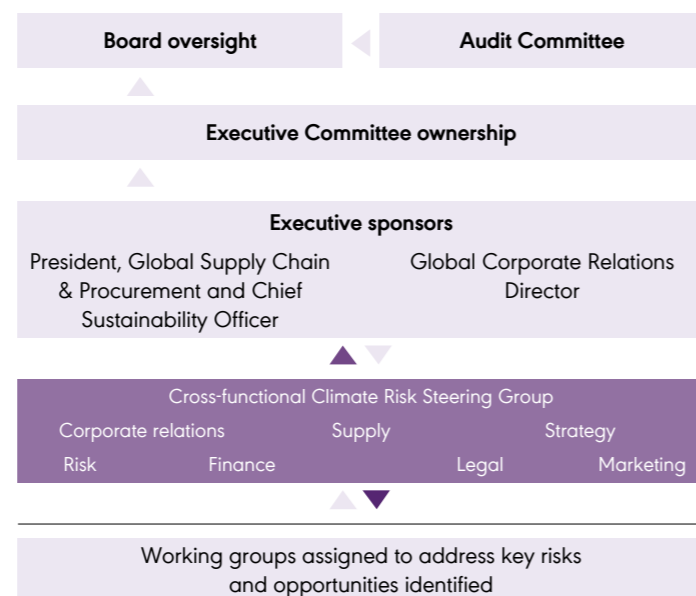 Board oversight
Audit Committee
Executive Committee ownership
Executive sponsors
President, Global Supply Chain
& Procurement and Chief
Sustainability Officer
Global Corporate Relations
Director
Cross-functional Climate Risk Steering Group
Corporate relations Supply Strategy
Risk Finance Legal Marketing
Working groups assigned to address key risks
and opportunities identified